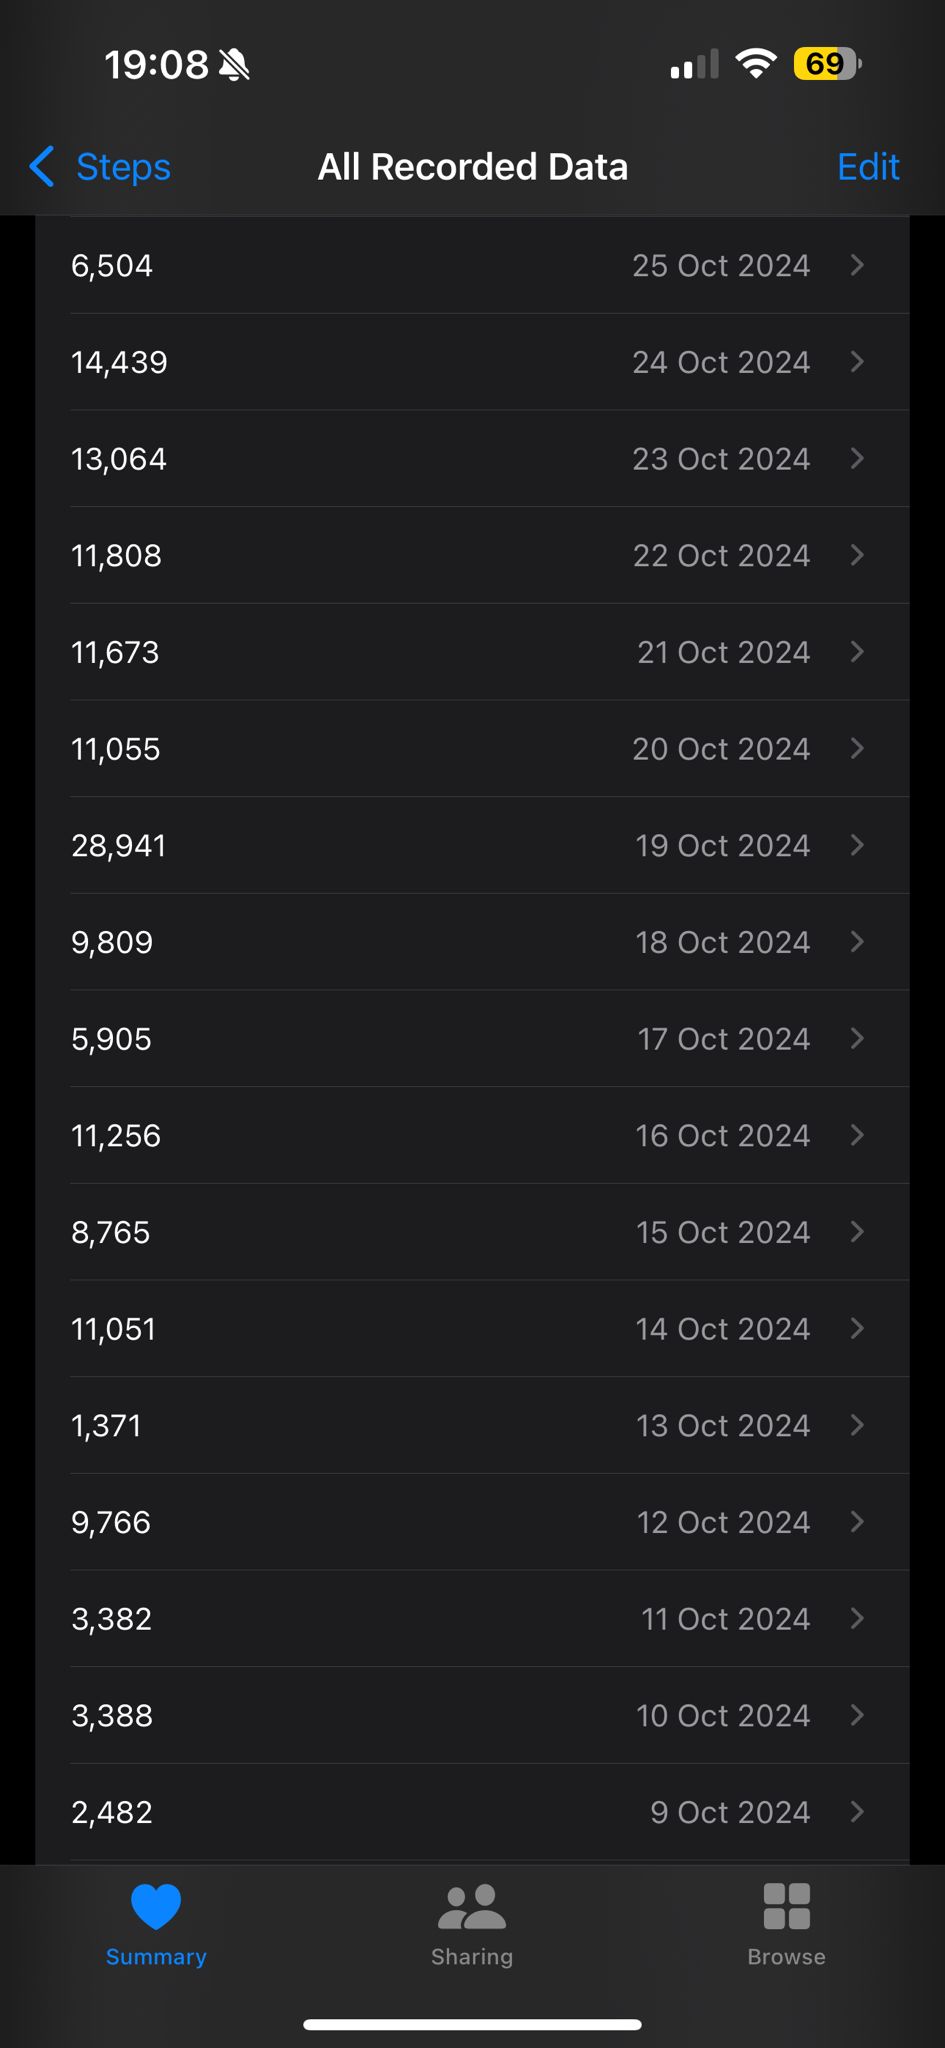 19:08
69
Steps
All Recorded Data
Edit
6,504 25 Oct 2024
14,439 24 Oct 2024
13,064 23 Oct 2024
11,808 22 Oct 2024
11,673 21 Oct 2024
11,055 20 Oct 2024
28,941 19 Oct 2024
9,809 18 Oct 2024
5,905 17 Oct 2024
11,256 16 Oct 2024
8,765 15 Oct 2024
11,051 14 Oct 2024
1,371 13 Oct 2024
9,766 12 Oct 2024
3,382 11 Oct 2024
3,388 10 Oct 2024
2,482 9 Oct 2024
Summary
Sharing
Browse